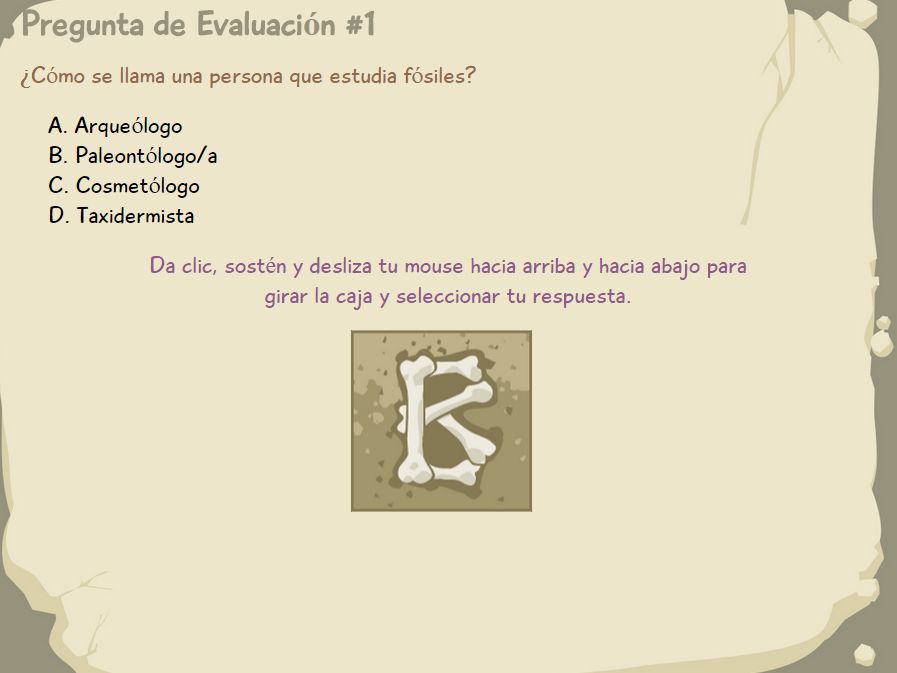 Pregunta de Evaluación #1
¿Cómo se llama una persona que estudia fósiles?
A. Arqueólogo
B. Paleontólogo/a
C. Cosmetólogo
D. Taxidermista
Da clic, sostén y desliza tu mouse hacia arriba y hacia abajo para
girar la caja y seleccionar tu respuesta.